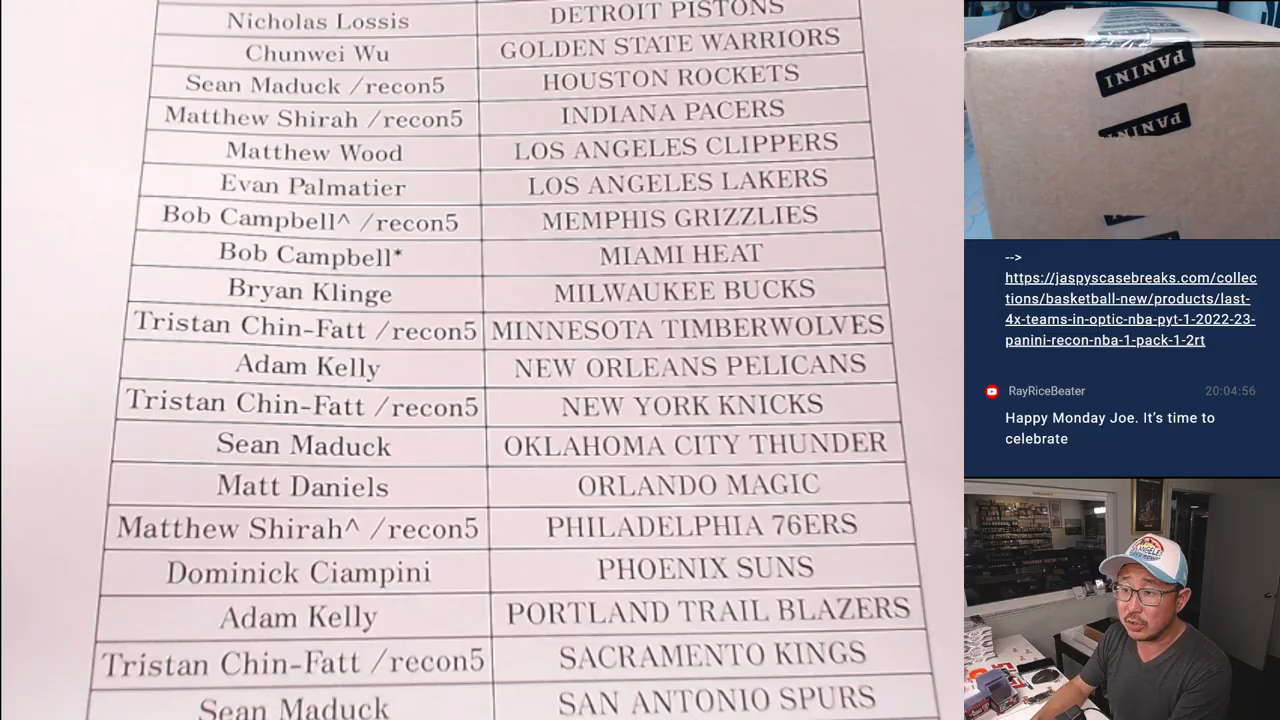 Nicholas Lossis DETROIT PISTONS
Chunwei Wu GOLDEN STATE WARRIORS
Sean Maduck /recon5 HOUSTON ROCKETS
Matthew Shirah /recon5 INDIANA PACERS
Matthew Wood LOS ANGELES CLIPPERS
Evan Palmatier LOS ANGELES LAKERS
Bob Campbell^ /recon5 MEMPHIS GRIZZLIES
Bob Campbell* MIAMI HEAT
Bryan Klinge MILWAUKEE BUCKS
Tristan Chin-Fatt /recon5 MINNESOTA TIMBERWOLVES
Adam Kelly NEW ORLEANS PELICANS
Tristan Chin-Fatt /recon5 NEW YORK KNICKS
Sean Maduck OKLAHOMA CITY THUNDER
Matt Daniels ORLANDO MAGIC
Matthew Shirah^ /recon5 PHILADELPHIA 76ERS
Dominick Ciampini PHOENIX SUNS
Adam Kelly PORTLAND TRAIL BLAZERS
Tristan Chin-Fatt /recon5 SACRAMENTO KINGS
Sean Maduck SAN ANTONIO SPURS
PANINI
PANINI
-->
https://jaspyscasebreaks.com/collec
tions/basketball-new/products/last-
4x-teams-in-optic-nba-pyt-1-2022-23-
panini-recon-nba-1-pack-1-2rt
RayRiceBeater 20:04:56
Happy Monday Joe. It’s time to
celebrate